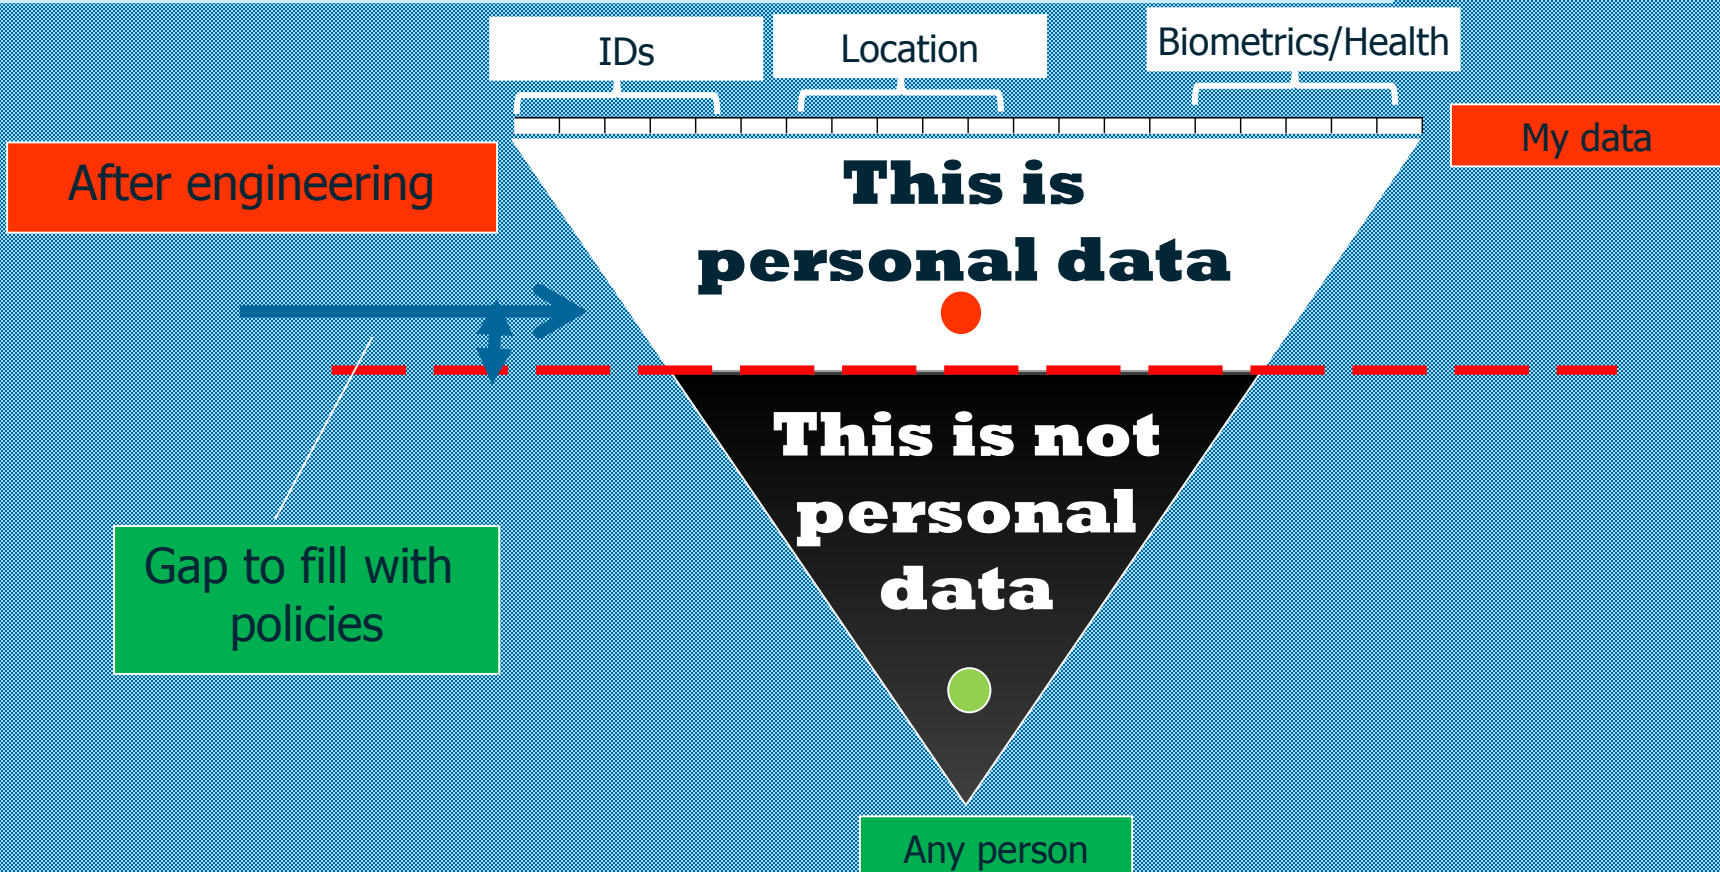 IDs
Location
Biometrics/Health
My data
After engineering
This is
personal data
This is not
personal
data
Gap to fill with
policies
Any person